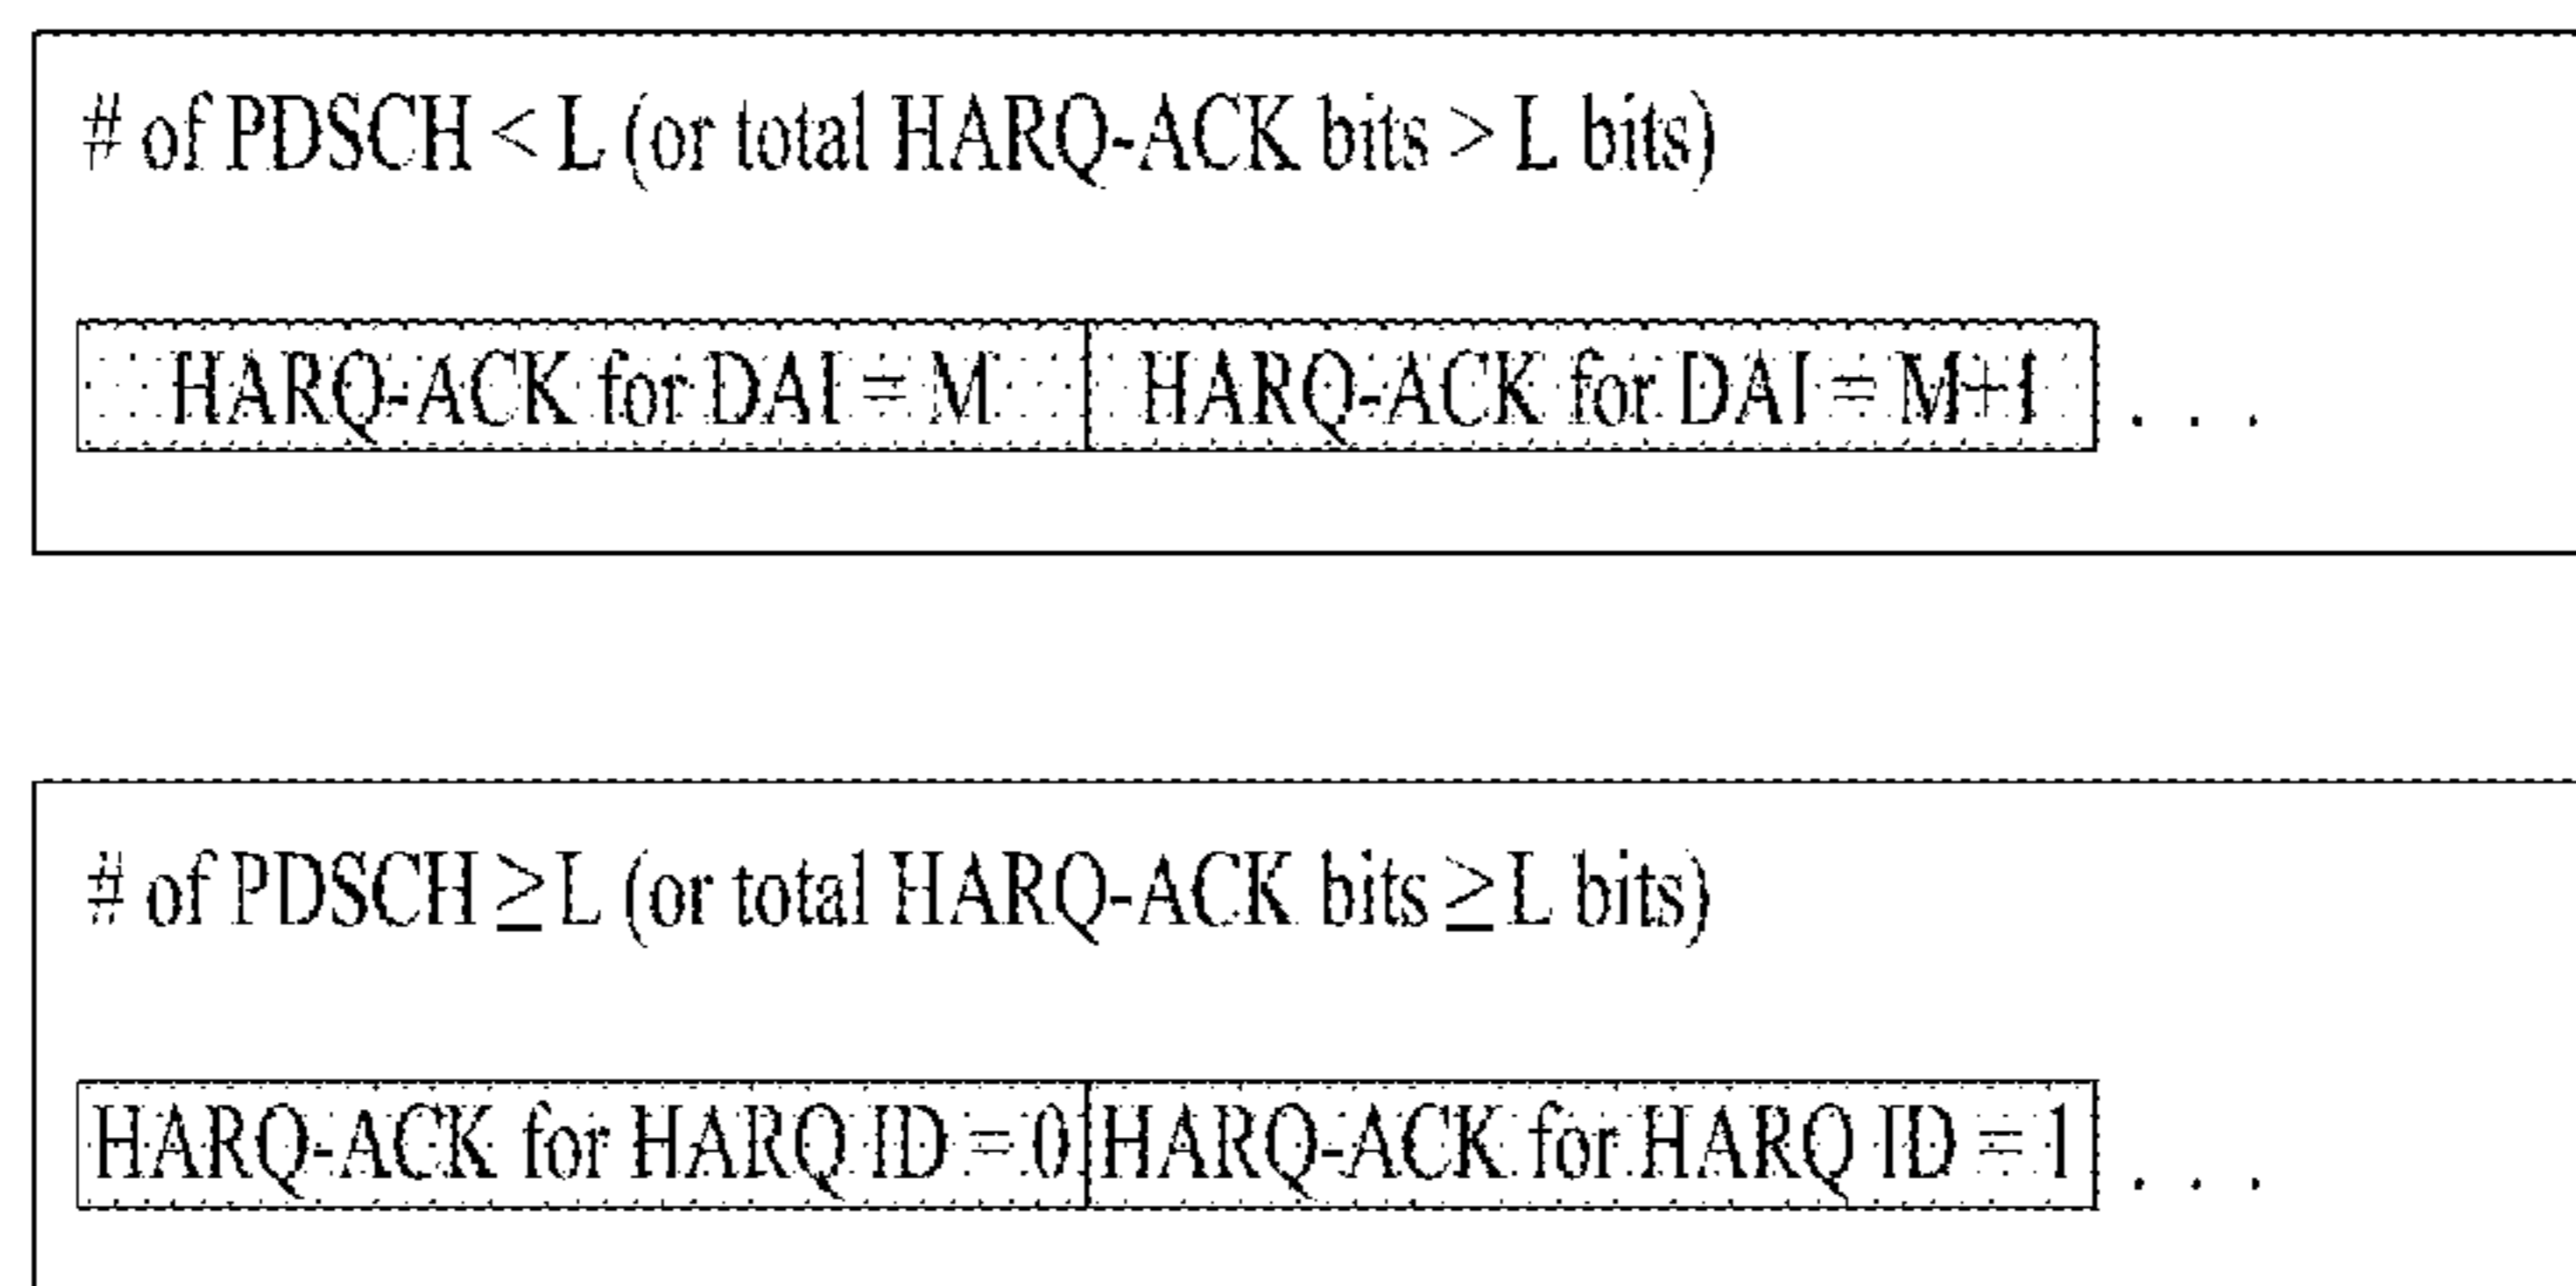 # of PDSCH < L (or total HARQ-ACK bits > L bits)
HARQ-ACK for DAI = M HARQ-ACK for DAI = M+1 . . .
# of PDSCH ≥ L (or total HARQ-ACK bits ≥ L bits)
HARQ-ACK for HARQ ID = 0 HARQ-ACK for HARQ ID = 1 . . .